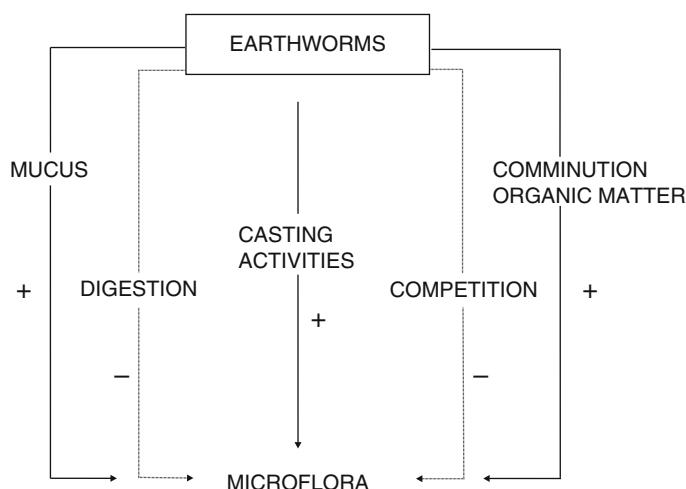 EARTHWORMS
MUCUS
COMMINUTION
ORGANIC MATTER
CASTING
ACTIVITIES
+
DIGESTION
COMPETITION
+
+
–
–
MICROFLORA